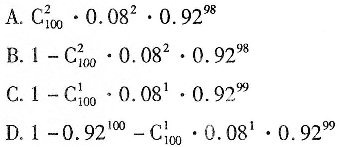 A. C²₁₀₀ · 0.08² · 0.92⁹⁸
B. 1 − C²₁₀₀ · 0.08² · 0.92⁹⁸
C. 1 − C¹₁₀₀ · 0.08¹ · 0.92⁹⁹
D. 1 − 0.92¹⁰⁰ − C¹₁₀₀ · 0.08¹ · 0.92⁹⁹